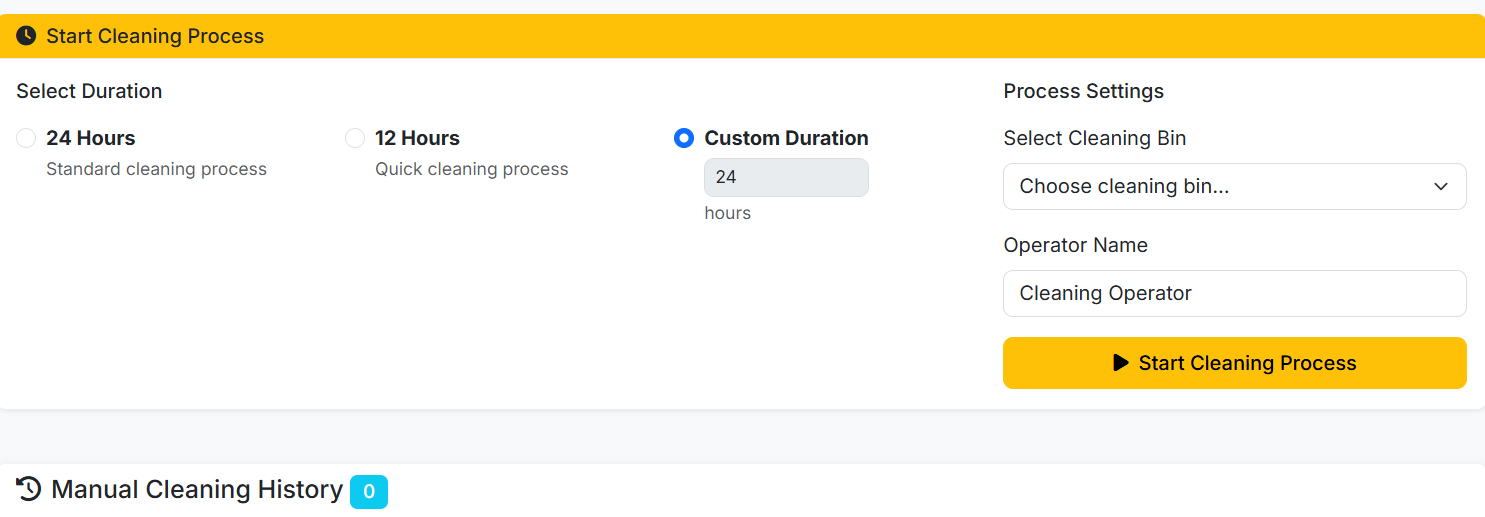 Start Cleaning Process
Select Duration
24 Hours
Standard cleaning process
12 Hours
Quick cleaning process
Custom Duration
24
hours
Process Settings
Select Cleaning Bin
Choose cleaning bin...
Operator Name
Cleaning Operator
Start Cleaning Process
Manual Cleaning History 0